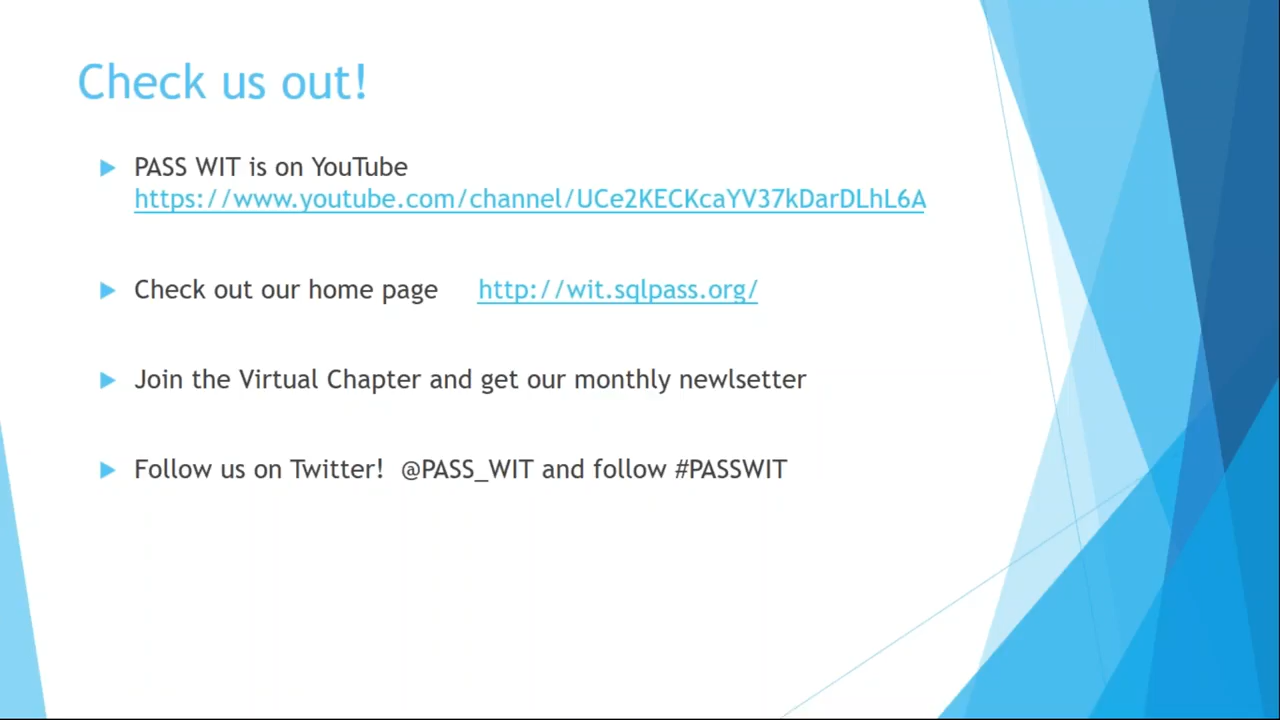 Check us out!
PASS WIT is on YouTube
https://www.youtube.com/channel/UCe2KECKcaYV37kDarDLhL6A
Check out our home page http://wit.sqlpass.org/
Join the Virtual Chapter and get our monthly newlsetter
Follow us on Twitter! @PASS_WIT and follow #PASSWIT